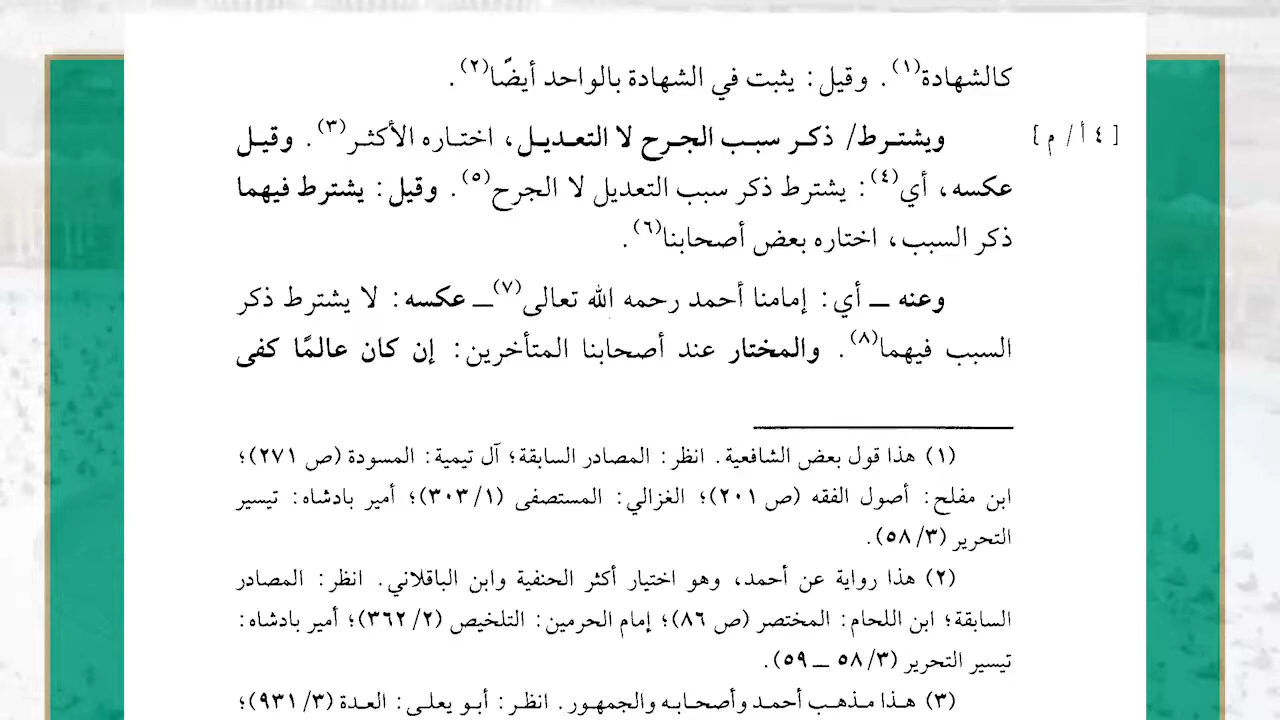 كالشهادة(١). وقيل: يثبت في الشهادة بالواحد أيضًا(٢).
[٤ أ/ م] ويشترط/ ذكر سبب الجرح لا التعديل، اختاره الأكثر(٣). وقيل
عكسه، أي(٤): يشترط ذكر سبب التعديل لا الجرح(٥). وقيل: يشترط فيهما
ذكر السبب، اختاره بعض أصحابنا(٦).
وعنه ــ أي: إمامنا أحمد رحمه الله تعالى(٧) ــ عكسه: لا يشترط ذكر
السبب فيهما(٨). والمختار عند أصحابنا المتأخرين: إن كان عالمًا كفى
(١) هذا قول بعض الشافعية. انظر: المصادر السابقة؛ آل تيمية: المسودة (ص ٢٧١)؛
ابن مفلح: أصول الفقه (ص ٢٠١)؛ الغزالي: المستصفى (٣٠٣/١)؛ أمير بادشاه: تيسير
التحرير (٥٨/٣).
(٢) هذا رواية عن أحمد، وهو اختيار أكثر الحنفية وابن الباقلاني. انظر: المصادر
السابقة؛ ابن اللحام: المختصر (ص ٨٦)؛ إمام الحرمين: التلخيص (٣٦٢/٢)؛ أمير بادشاه:
تيسير التحرير (٥٨/٣ ــ ٥٩).
(٣) هذا مذهب أحمد وأصحابه والجمهور. انظر: أبو يعلى: العدة (٩٣١/٣)؛